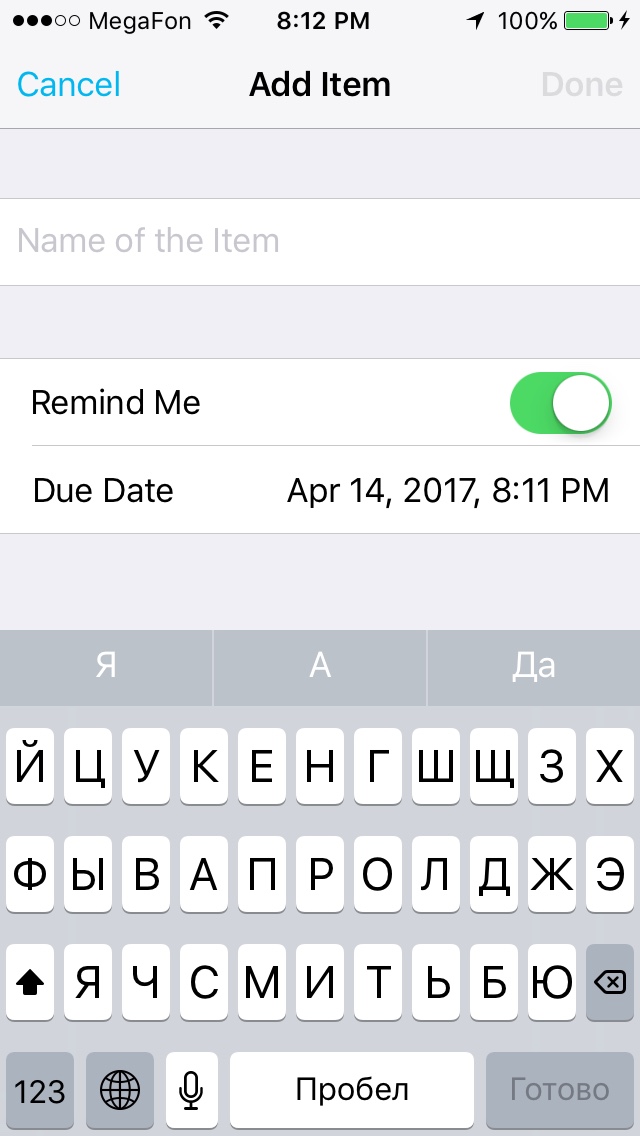 MegaFon 8:12 PM 100%
Cancel Add Item Done
Name of the Item
Remind Me
Due Date Apr 14, 2017, 8:11 PM
Я А Да
Й Ц У К Е Н Г Ш Щ З Х
Ф Ы В А П Р О Л Д Ж Э
Я Ч С М И Т Ь Б Ю
123 Пробел Готово